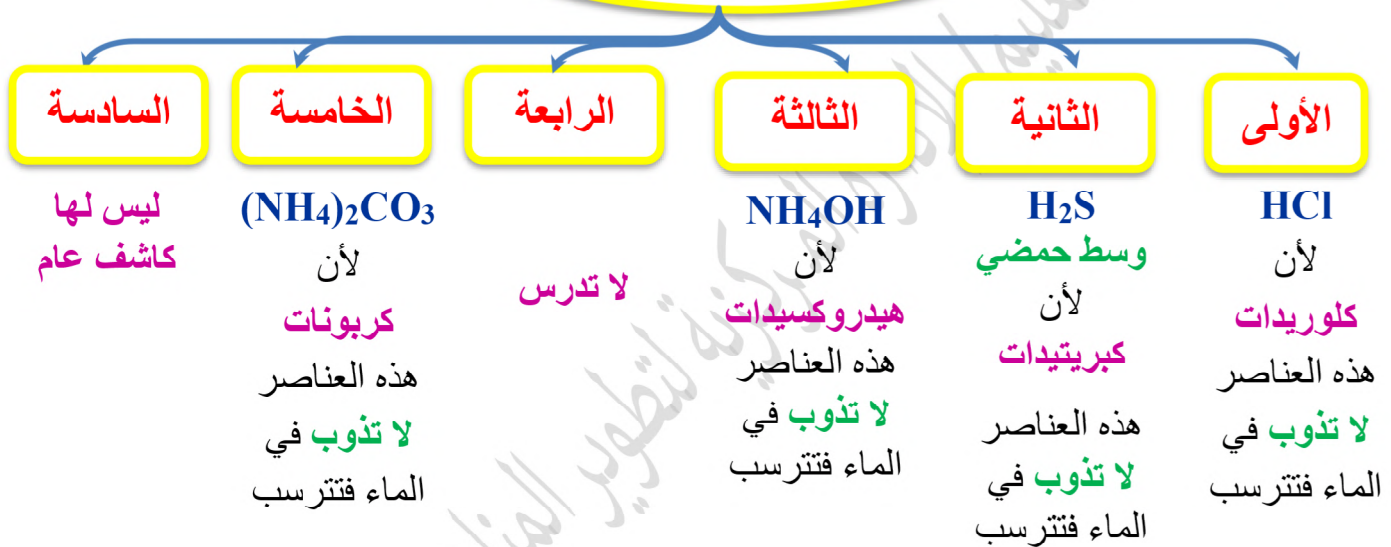 الأولى
HCl
لأن
كلوريدات
هذه العناصر
لا تذوب في
الماء فتترسب
الثانية
H₂S
وسط حمضي
لأن
كبريتيدات
هذه العناصر
لا تذوب في
الماء فتترسب
الثالثة
NH₄OH
لأن
هيدروكسيدات
هذه العناصر
لا تذوب في
الماء فتترسب
الرابعة
لا تدرس
الخامسة
(NH₄)₂CO₃
لأن
كربونات
هذه العناصر
لا تذوب في
الماء فتترسب
السادسة
ليس لها
كاشف عام